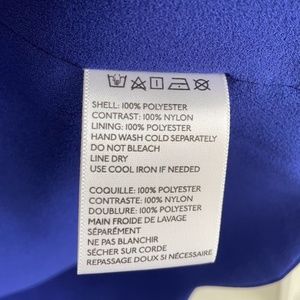 SHELL: 100% POLYESTER
CONTRAST: 100% NYLON
LINING: 100% POLYESTER
HAND WASH COLD SEPARATELY
DO NOT BLEACH
LINE DRY
USE COOL IRON IF NEEDED
COQUILLE: 100% POLYESTER
CONTRASTE: 100% NYLON
DOUBLURE: 100% POLYESTER
MAIN FROIDE DE LAVAGE
SÉPARÉMENT
NE PAS BLANCHIR
SÉCHER SUR CORDE
REPASSAGE DOUX SI NÉCESSAIRE